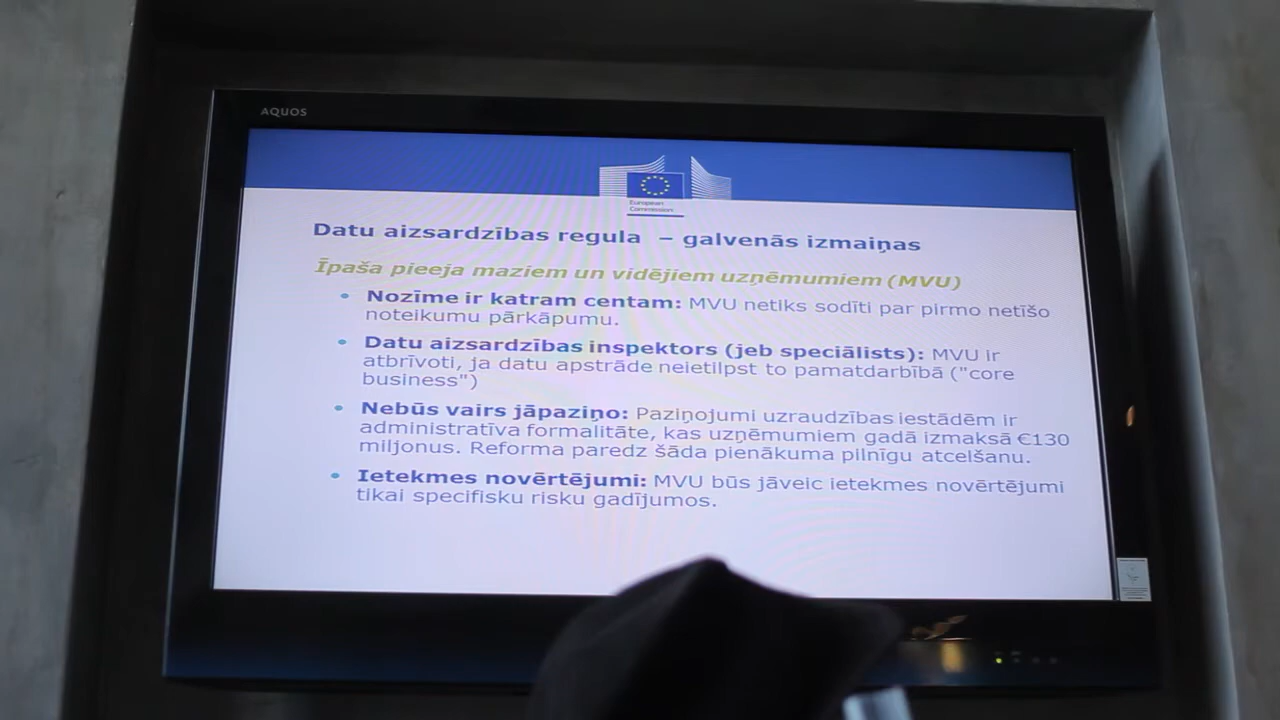 AQUOS
European
Commission
Datu aizsardzības regula – galvenās izmaiņas
Īpaša pieeja maziem un vidējiem uzņēmumiem (MVU)
• Nozīme ir katram centam: MVU netiks sodīti par pirmo netīšo
noteikumu pārkāpumu.
• Datu aizsardzības inspektors (jeb speciālists): MVU ir
atbrīvoti, ja datu apstrāde neietilpst to pamatdarbībā ("core
business")
• Nebūs vairs jāpaziņo: Paziņojumi uzraudzības iestādēm ir
administratīva formalitāte, kas uzņēmumiem gadā izmaksā €130
miljonus. Reforma paredz šāda pienākuma pilnīgu atcelšanu.
• Ietekmes novērtējumi: MVU būs jāveic ietekmes novērtējumi
tikai specifisku risku gadījumos.